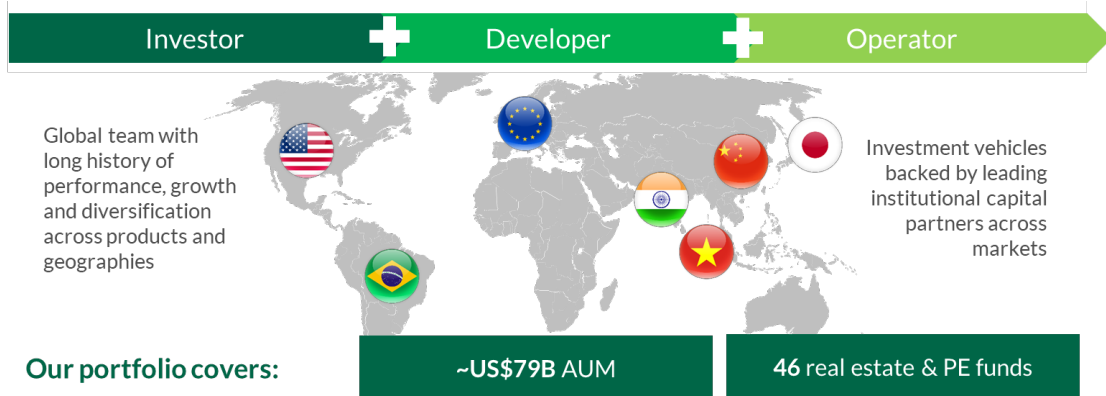 Investor
Developer
Operator
Global team with
long history of
performance, growth
and diversification
across products and
geographies
Investment vehicles
backed by leading
institutional capital
partners across
markets
Our portfolio covers:
~US$79B AUM
46 real estate & PE funds